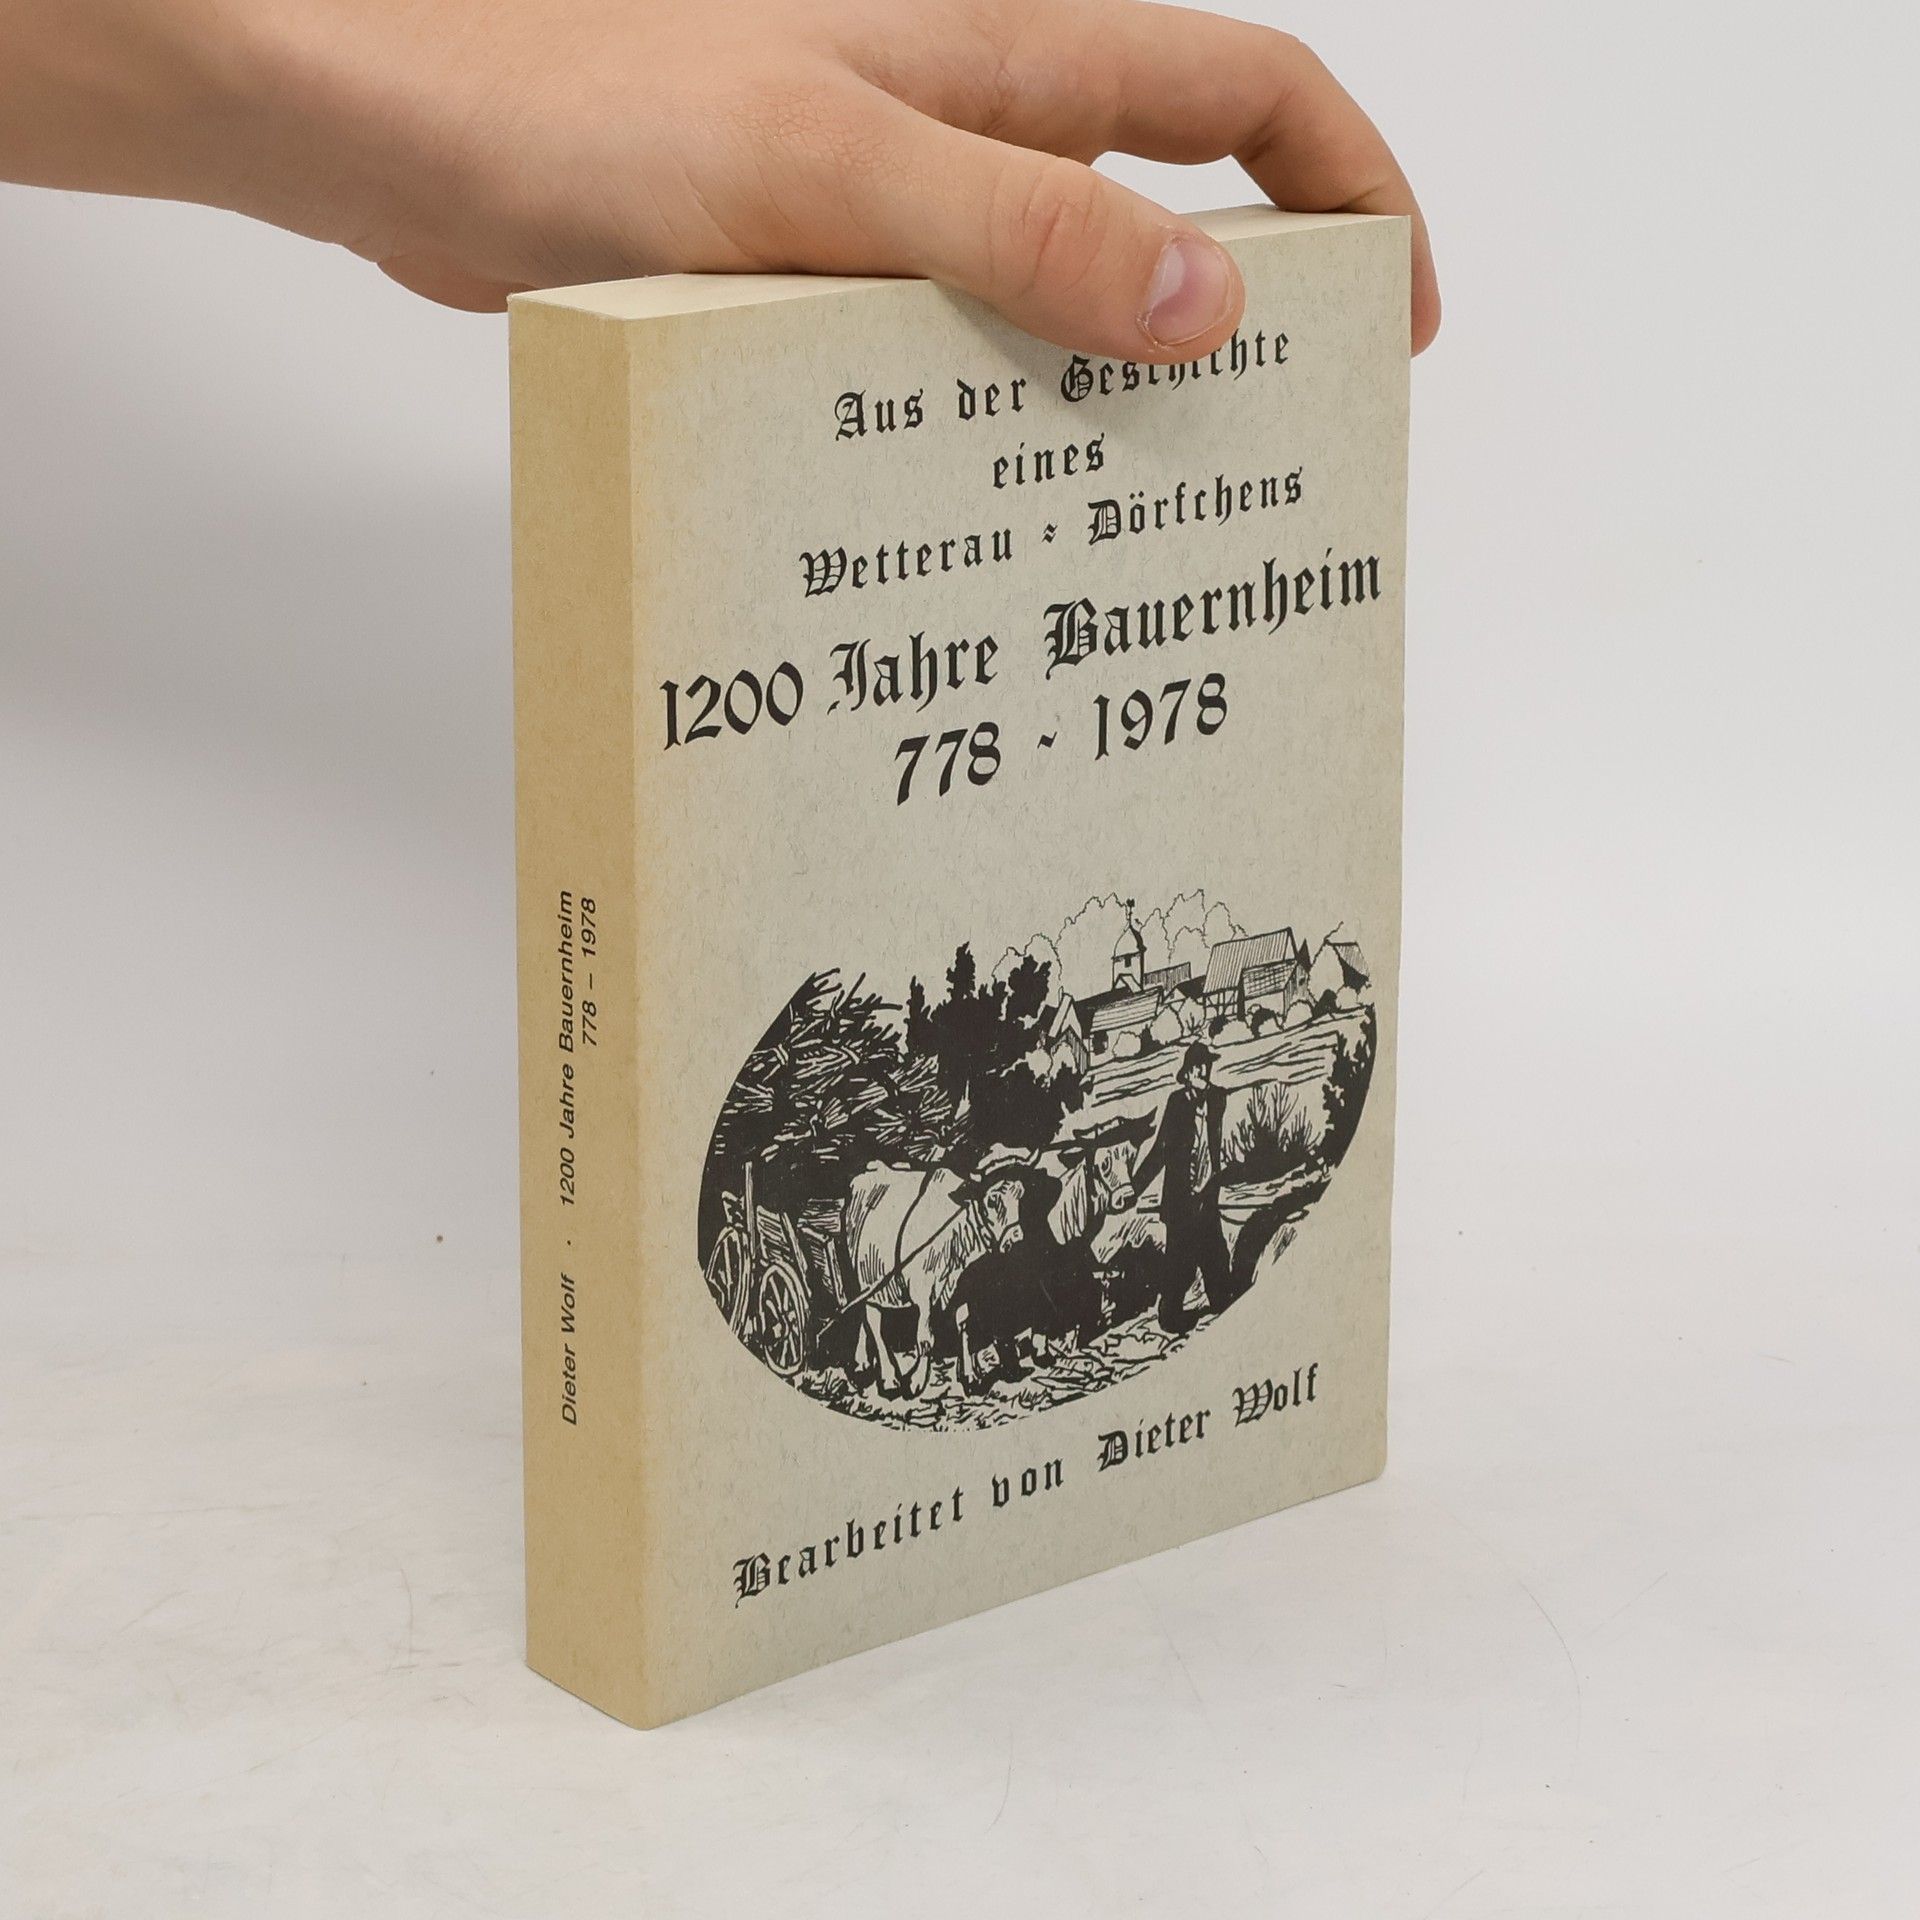 Aus der Geschichte
eines
Wetterau - Dörfchens
1200 Jahre Bauernheim
778 - 1978
Bearbeitet von Dieter Wolf
Dieter Wolf · 1200 Jahre Bauernheim
778 – 1978